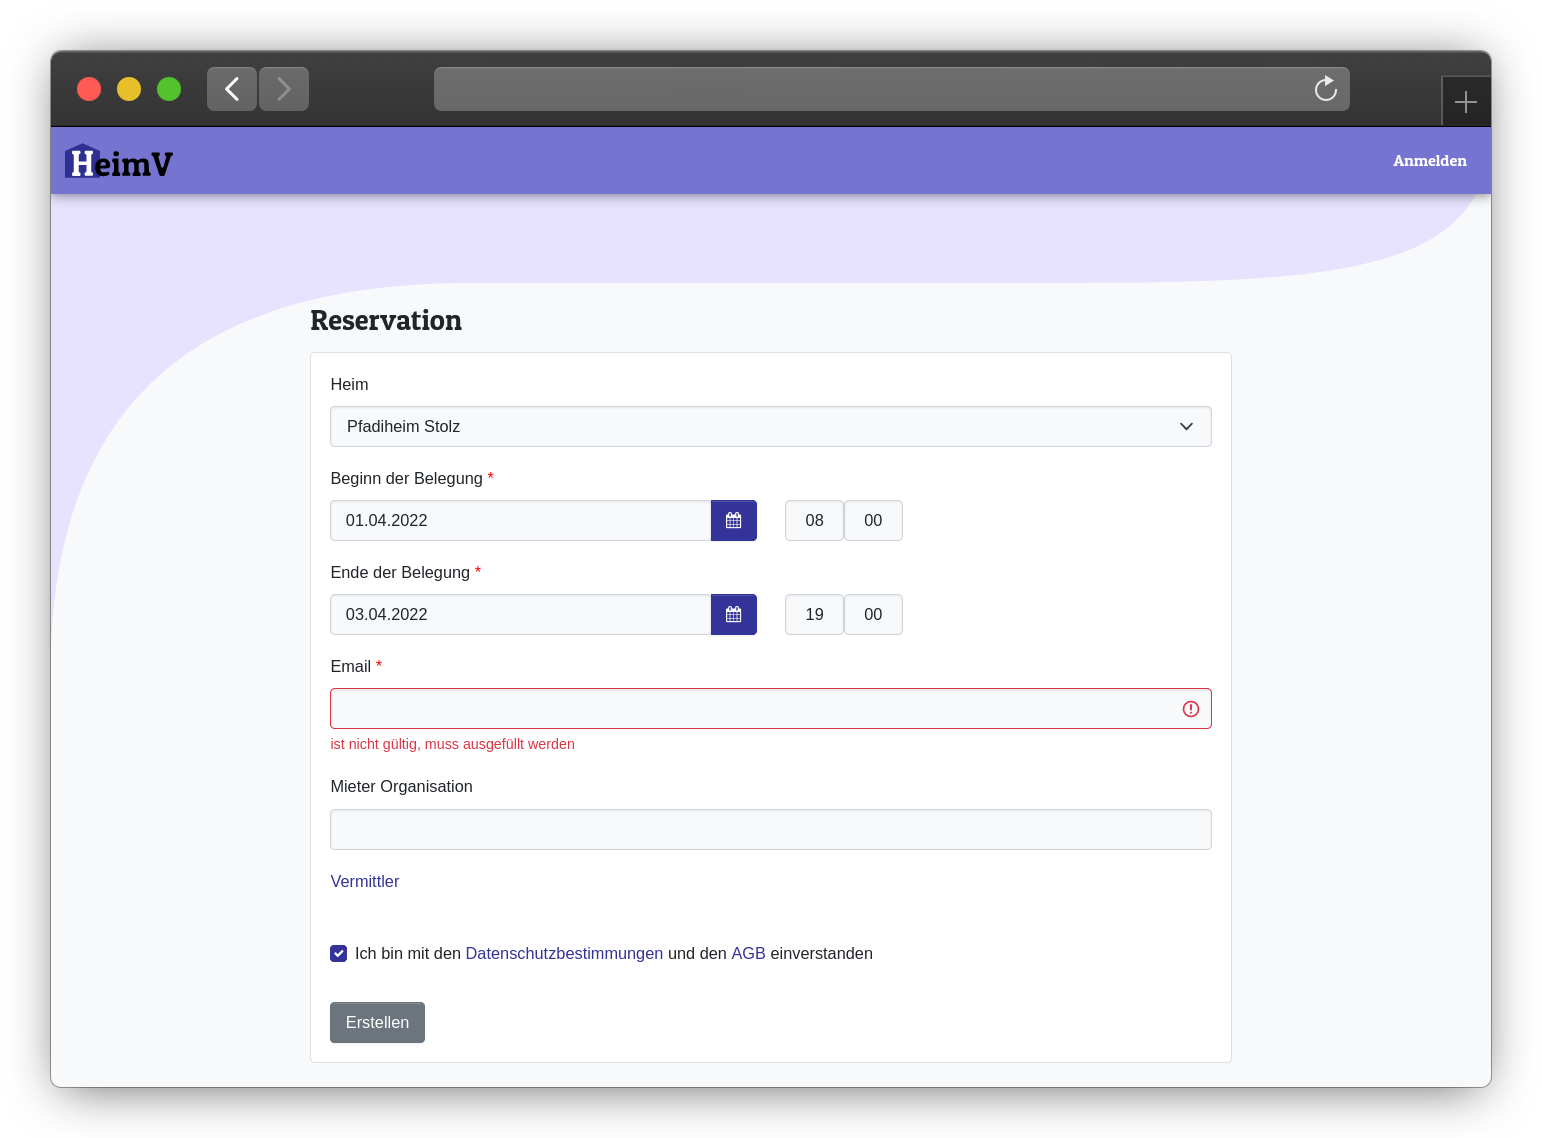 HeimV
Anmelden
Reservation
Heim
Pfadiheim Stolz
Beginn der Belegung *
01.04.2022 08 00
Ende der Belegung *
03.04.2022 19 00
Email *
ist nicht gültig, muss ausgefüllt werden
Mieter Organisation
Vermittler
Ich bin mit den Datenschutzbestimmungen und den AGB einverstanden
Erstellen